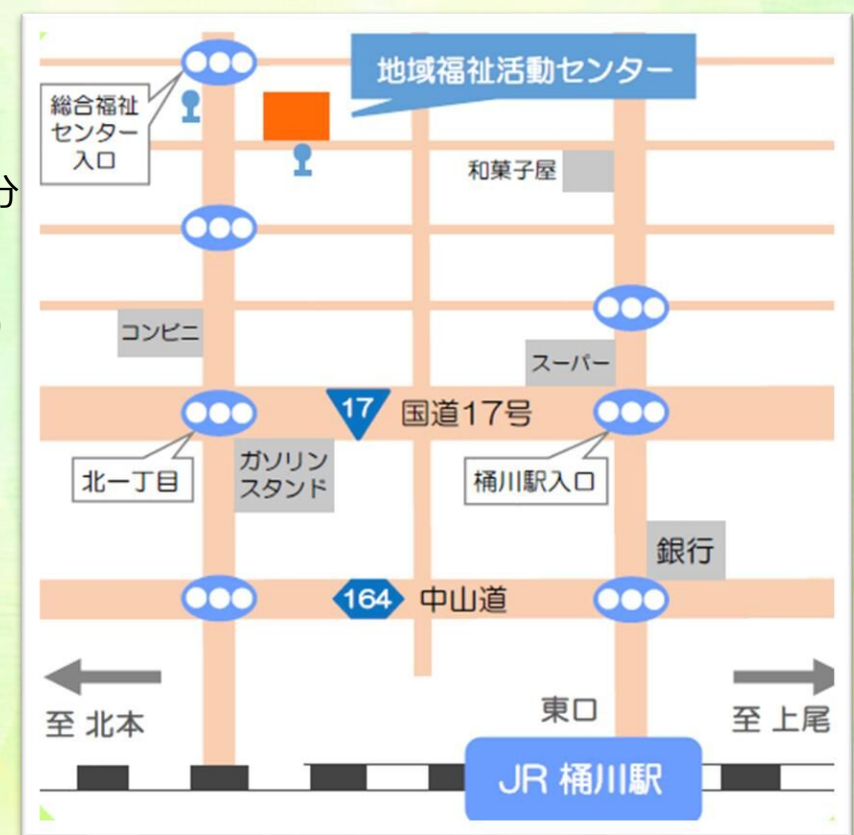 地域福祉活動センター
総合福祉
センター
入口
分
和菓子屋
コンビニ
スーパー
17 国道17号
北一丁目
ガソリン
スタンド
桶川駅入口
銀行
164 中山道
至 北本
東口
至 上尾
JR 桶川駅